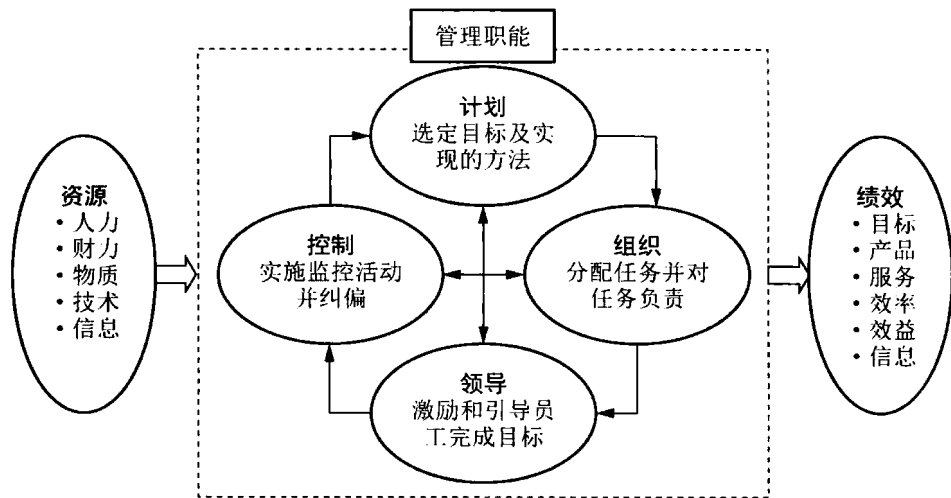 管理职能
计划
选定目标及实
现的方法
资源
· 人力
· 财力
· 物质
· 技术
· 信息
控制
实施监控活动
并纠偏
组织
分配任务并对
任务负责
领导
激励和引导员
工完成目标
绩效
· 目标
· 产品
· 服务
· 效率
· 效益
· 信息